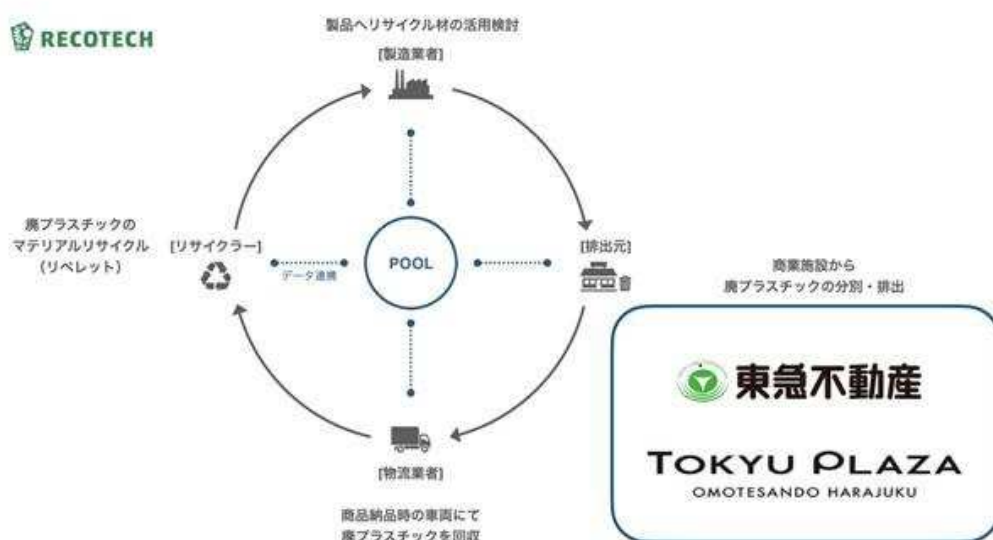 RECOTECH
製品へリサイクル材の活用検討
[製造業者]
廃プラスチックの
マテリアルリサイクル
（リペレット）
[リサイクラー]
データ連携
POOL
[排出元]
商業施設から
廃プラスチックの分別・排出
東急不動産
TOKYU PLAZA
OMOTESANDO HARAJUKU
[物流業者]
商品納品時の車両にて
廃プラスチックを回収